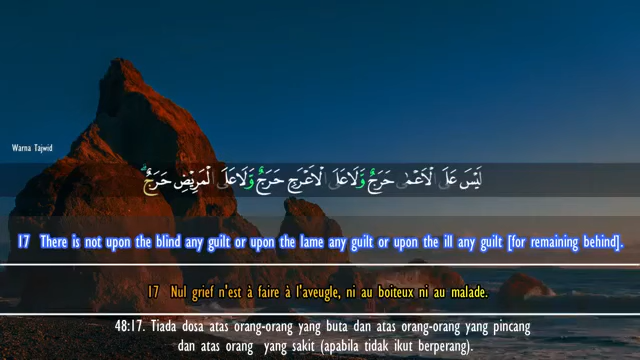 Warna Tajwid
لَيْسَ عَلَى الْاَعْمٰى حَرَجٌ وَّلَا عَلَى الْاَعْرَجِ حَرَجٌ وَّلَا عَلَى الْمَرِيْضِ حَرَجٌ ۗ
17 There is not upon the blind any guilt or upon the lame any guilt or upon the ill any guilt [for remaining behind].
17 Nul grief n'est à faire à l'aveugle, ni au boiteux ni au malade.
48:17. Tiada dosa atas orang-orang yang buta dan atas orang-orang yang pincang
dan atas orang yang sakit (apabila tidak ikut berperang).